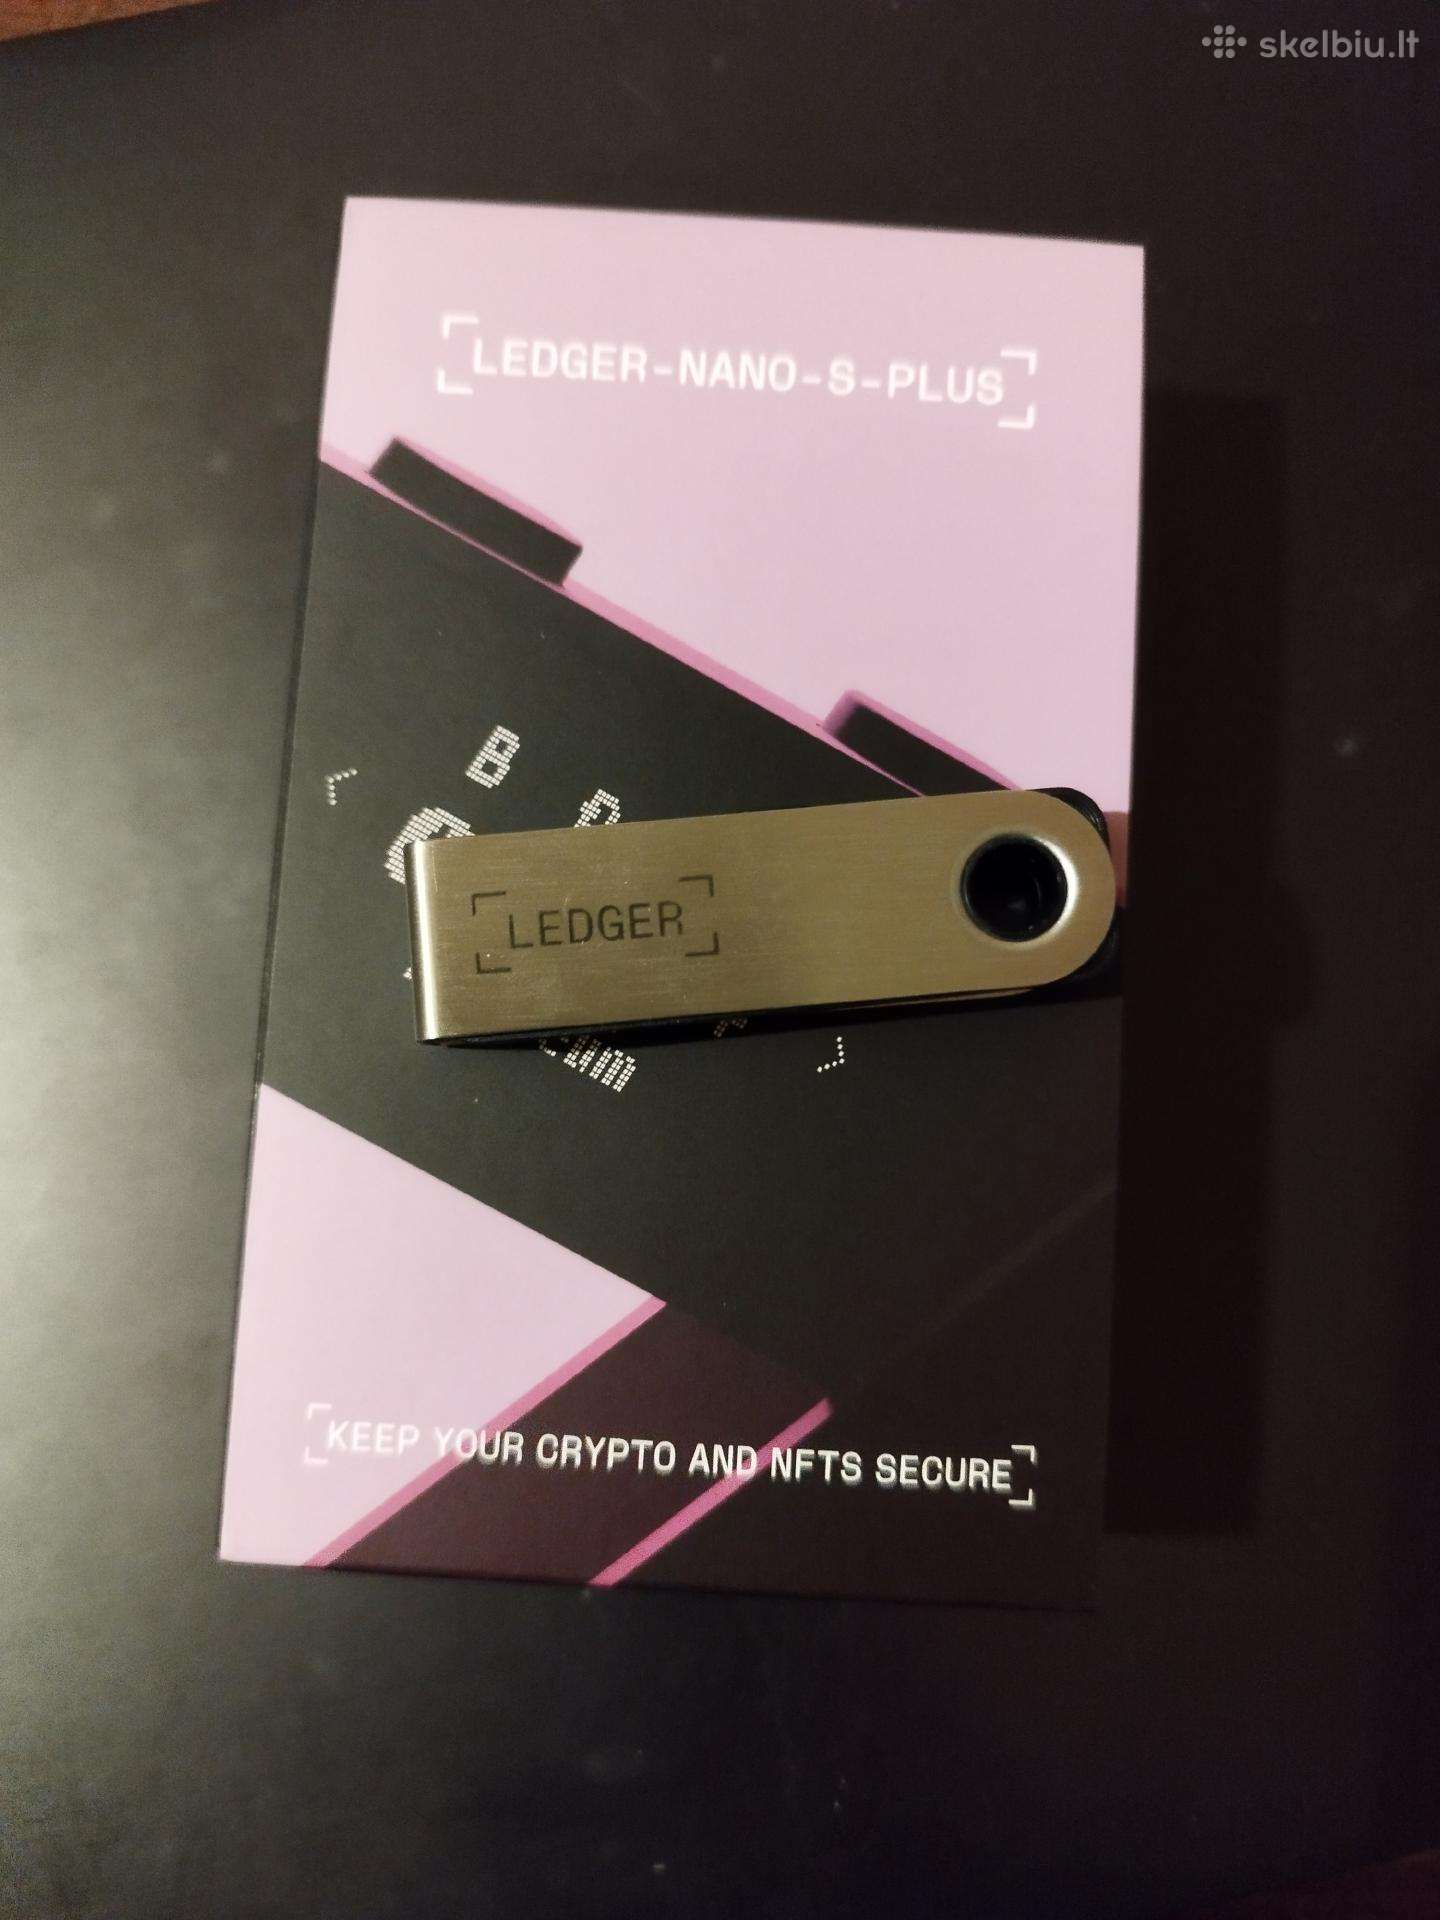 skelbiu.lt
[LEDGER-NANO-S-PLUS]
B
[LEDGER]
[KEEP YOUR CRYPTO AND NFTS SECURE]